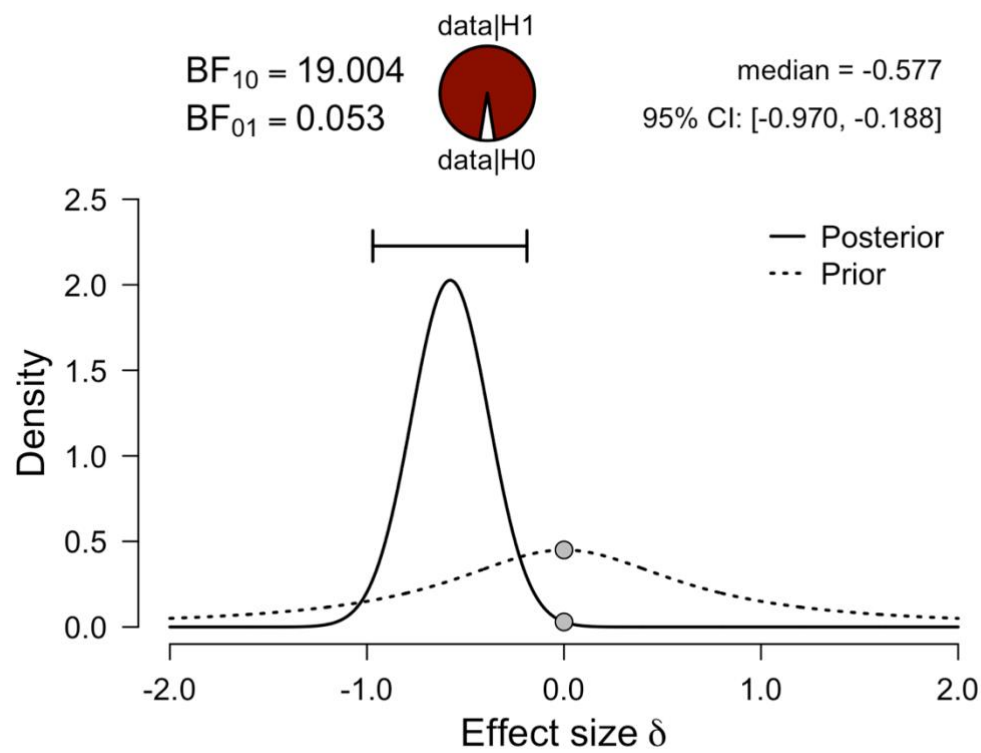 data|H1
BF₁₀ = 19.004
BF₀₁ = 0.053
data|H0
median = -0.577
95% CI: [-0.970, -0.188]
Posterior
Prior
Density
2.5
2.0
1.5
1.0
0.5
0.0
-2.0 -1.0 0.0 1.0 2.0
Effect size δ